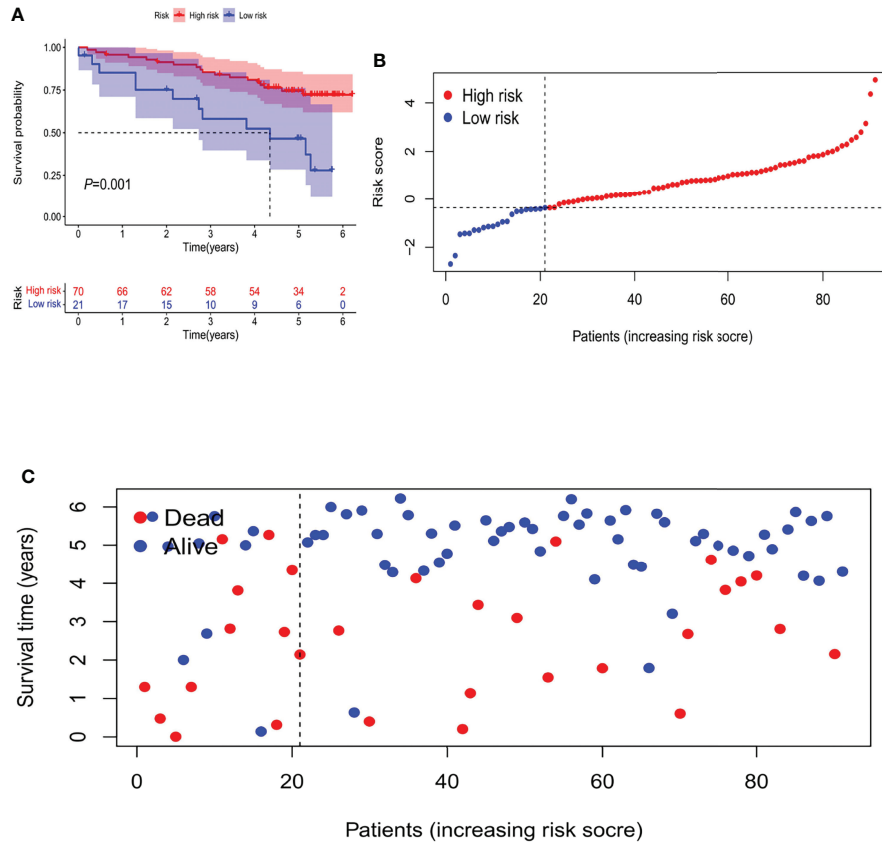 A
Risk High risk Low risk
1.00
0.75
0.50
0.25
0.00
Survival probability
P=0.001
0 1 2 3 4 5 6
Time(years)
Risk
High risk 70 66 62 58 54 34 2
Low risk 21 17 15 10 9 6 0
0 1 2 3 4 5 6
Time(years)
B
High risk
Low risk
4
2
0
−2
Risk score
0 20 40 60 80
Patients (increasing risk socre)
C
Dead
Alive
6
5
4
3
2
1
0
Survival time (years)
0 20 40 60 80
Patients (increasing risk socre)